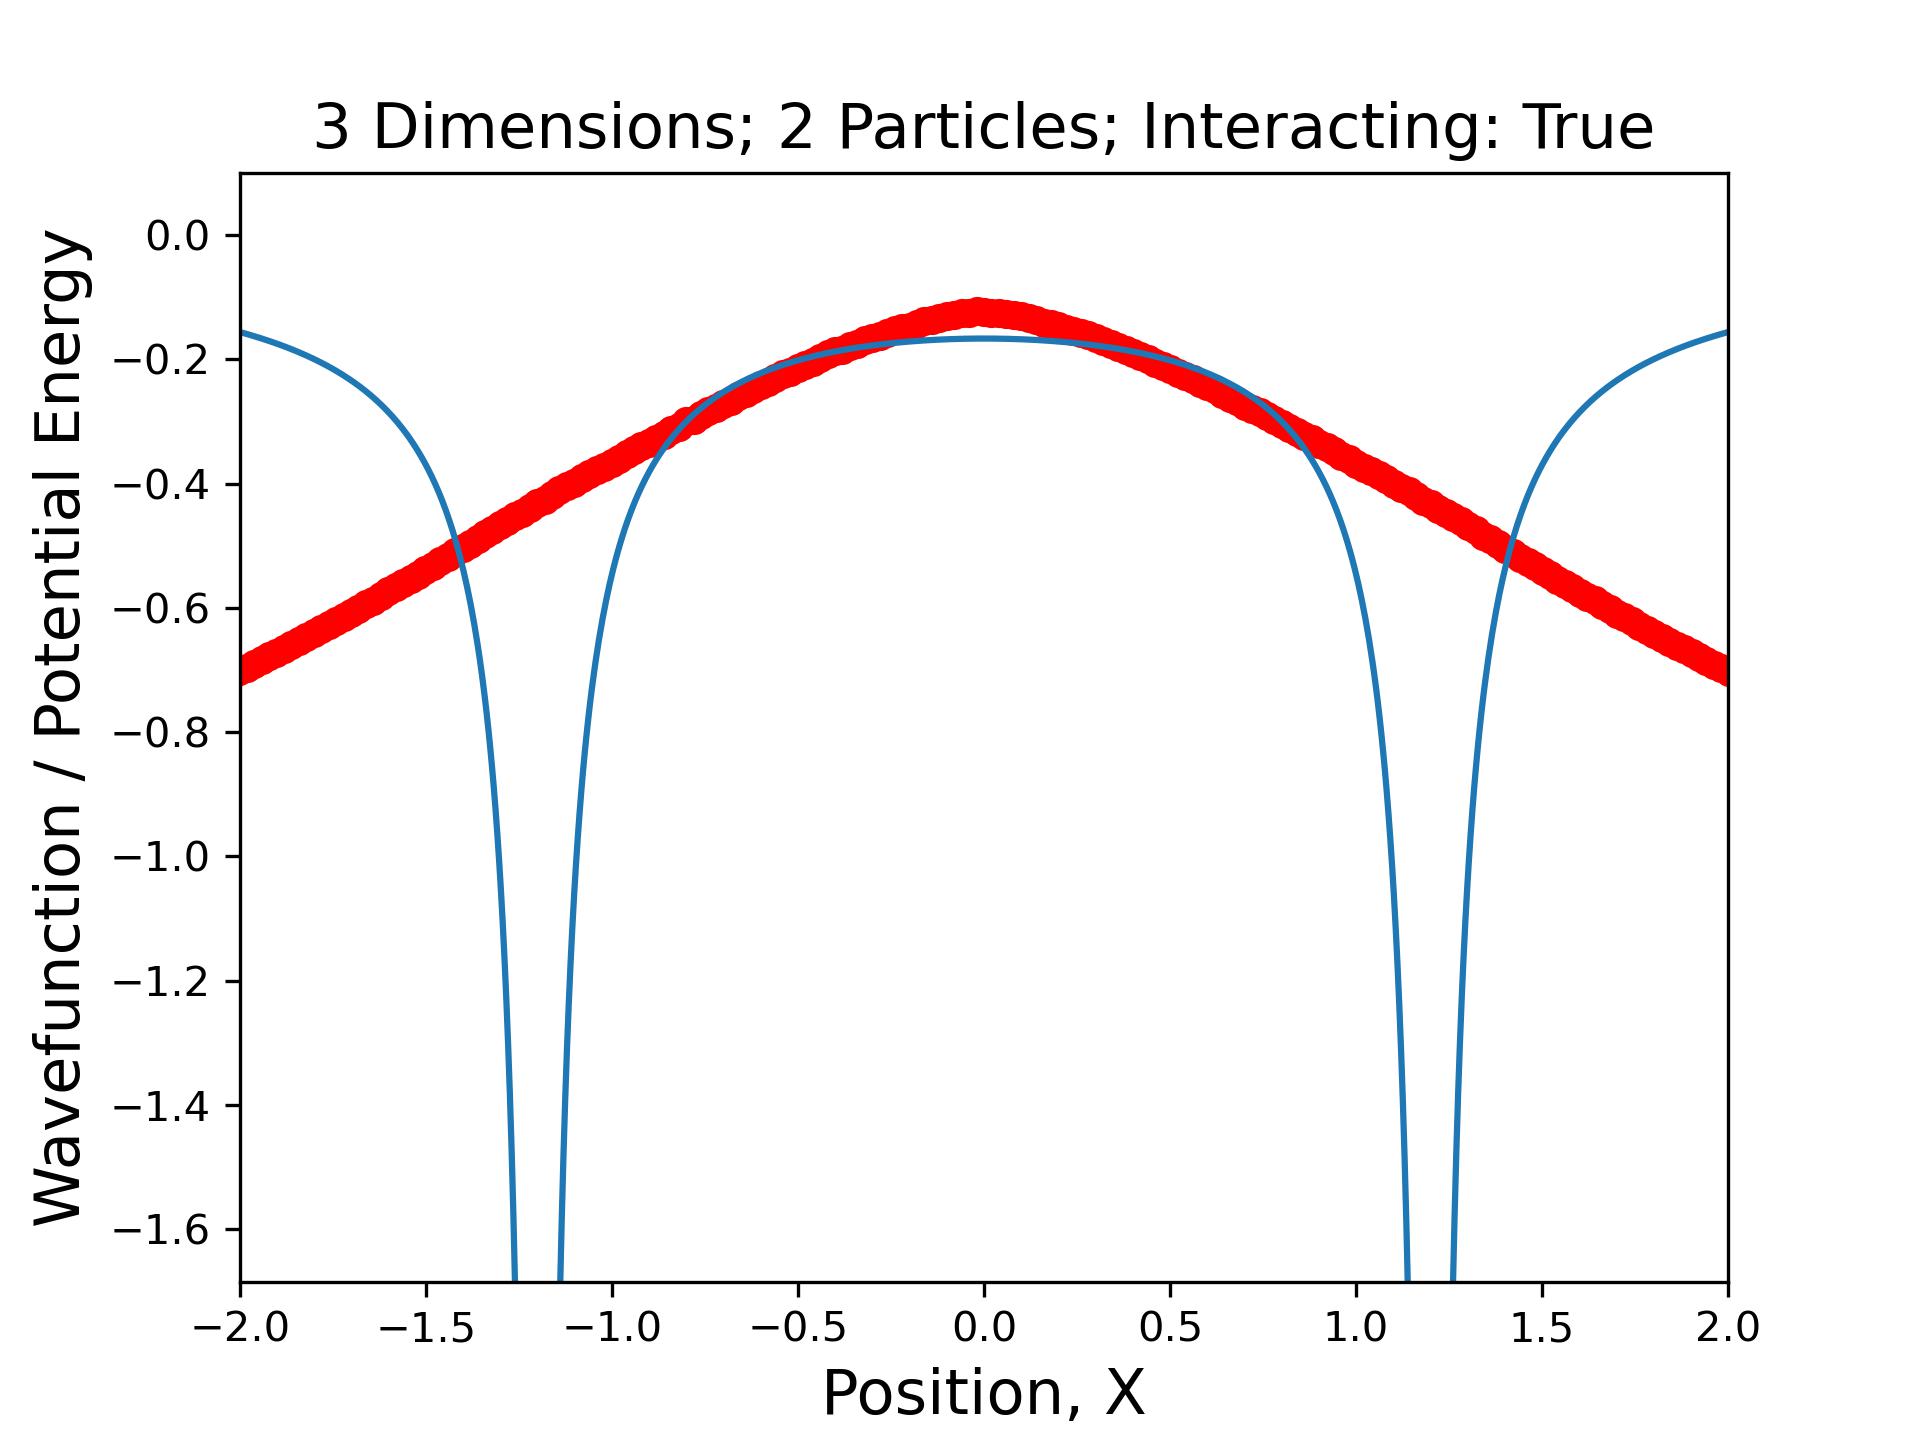 3 Dimensions; 2 Particles; Interacting: True
Wavefunction / Potential Energy
0.0
−0.2
−0.4
−0.6
−0.8
−1.0
−1.2
−1.4
−1.6
−2.0 −1.5 −1.0 −0.5 0.0 0.5 1.0 1.5 2.0
Position, X